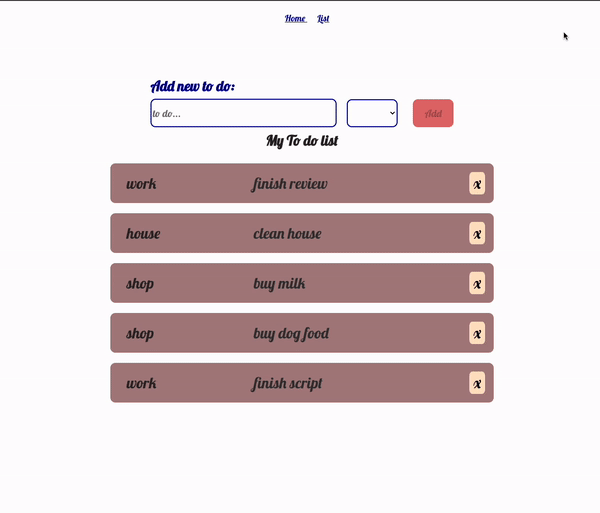 Home List
Add new to do:
to do... Add
My To do list
work finish review x
house clean house x
shop buy milk x
shop buy dog food x
work finish script x